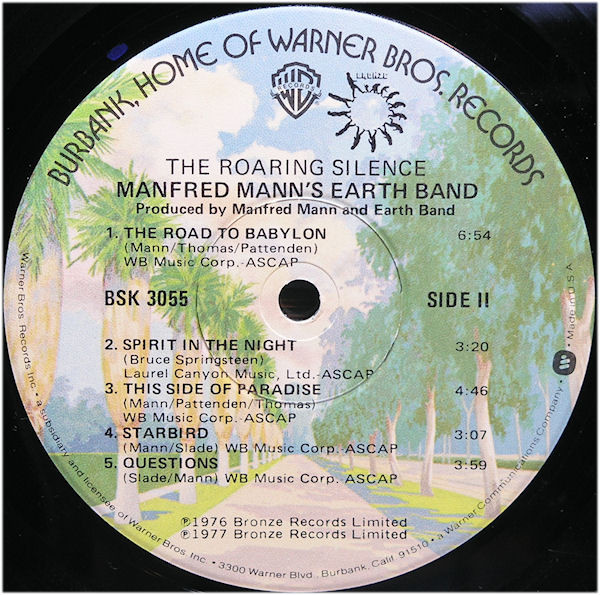 BURBANK, HOME OF WARNER BROS. RECORDS
WB
RECORDS
BRONZE
THE ROARING SILENCE
MANFRED MANN'S EARTH BAND
Produced by Manfred Mann and Earth Band
1. THE ROAD TO BABYLON 6:54
(Mann/Thomas/Pattenden)
WB Music Corp.-ASCAP
BSK 3055 SIDE II
2. SPIRIT IN THE NIGHT 3:20
(Bruce Springsteen)
Laurel Canyon Music, Ltd.-ASCAP
3. THIS SIDE OF PARADISE 4:46
(Mann/Pattenden/Thomas)
WB Music Corp.-ASCAP
4. STARBIRD 3:07
(Mann/Slade) WB Music Corp.-ASCAP
5. QUESTIONS 3:59
(Slade/Mann) WB Music Corp.-ASCAP
℗1976 Bronze Records Limited
℗1977 Bronze Records Limited
Warner Bros. Records Inc. • a subsidiary and licensee of Warner Bros. Inc. • 3300 Warner Blvd., Burbank, Calif. 91510 • a Warner Communications Company • Made in U.S.A.